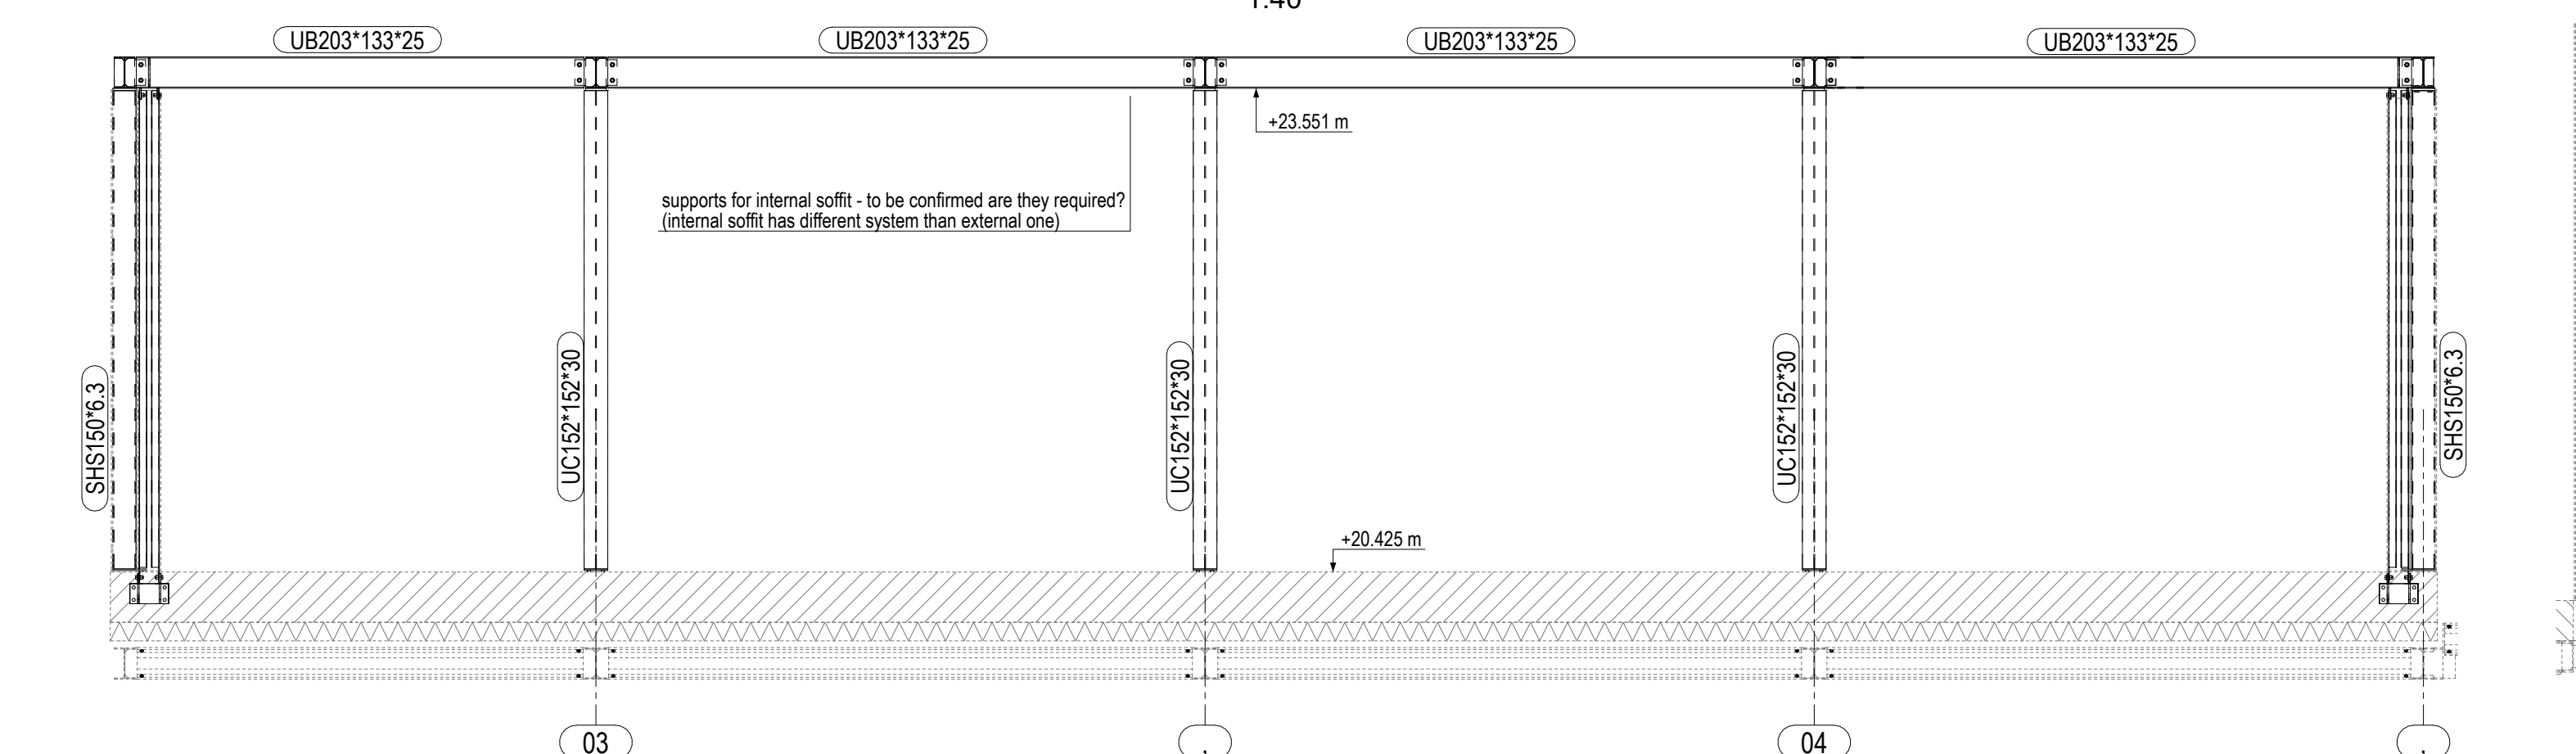 1:40
UB203*133*25
UB203*133*25
UB203*133*25
UB203*133*25
+23.551 m
supports for internal soffit - to be confirmed are they required?
(internal soffit has different system than external one)
SHS150*6.3
UC152*152*30
UC152*152*30
UC152*152*30
SHS150*6.3
+20.425 m
03
04